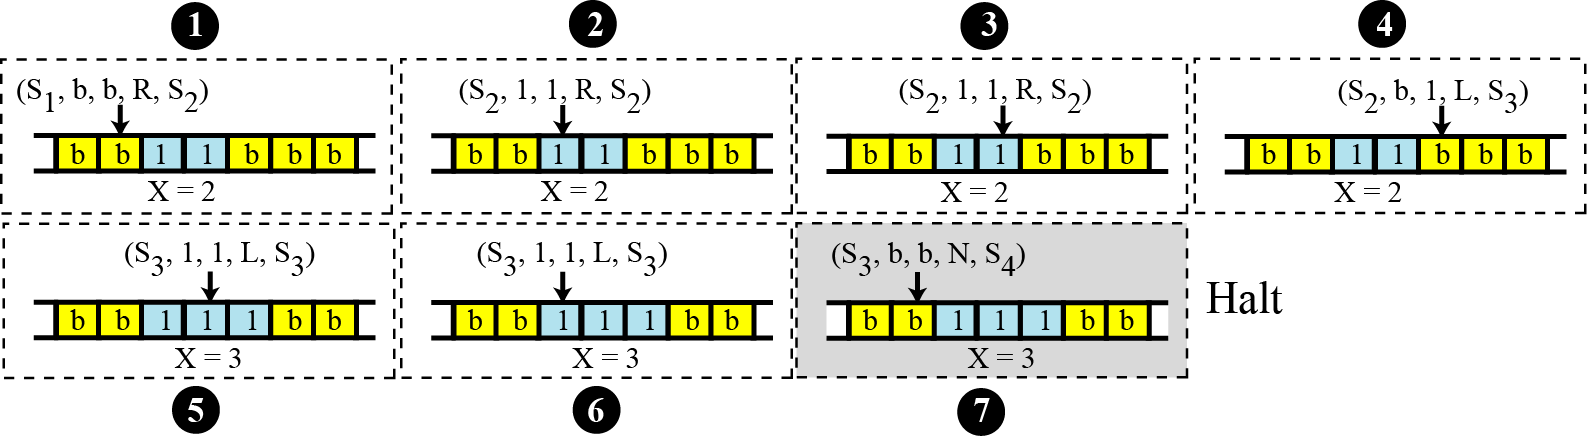 1 2 3 4
(S1, b, b, R, S2) (S2, 1, 1, R, S2) (S2, 1, 1, R, S2) (S2, b, 1, L, S3)
b b 1 1 b b b b b 1 1 b b b b b 1 1 b b b b b 1 1 b b b
X = 2 X = 2 X = 2 X = 2
(S3, 1, 1, L, S3) (S3, 1, 1, L, S3) (S3, b, b, N, S4) Halt
b b 1 1 1 b b b b 1 1 1 b b b b 1 1 1 b b
X = 3 X = 3 X = 3
5 6 7